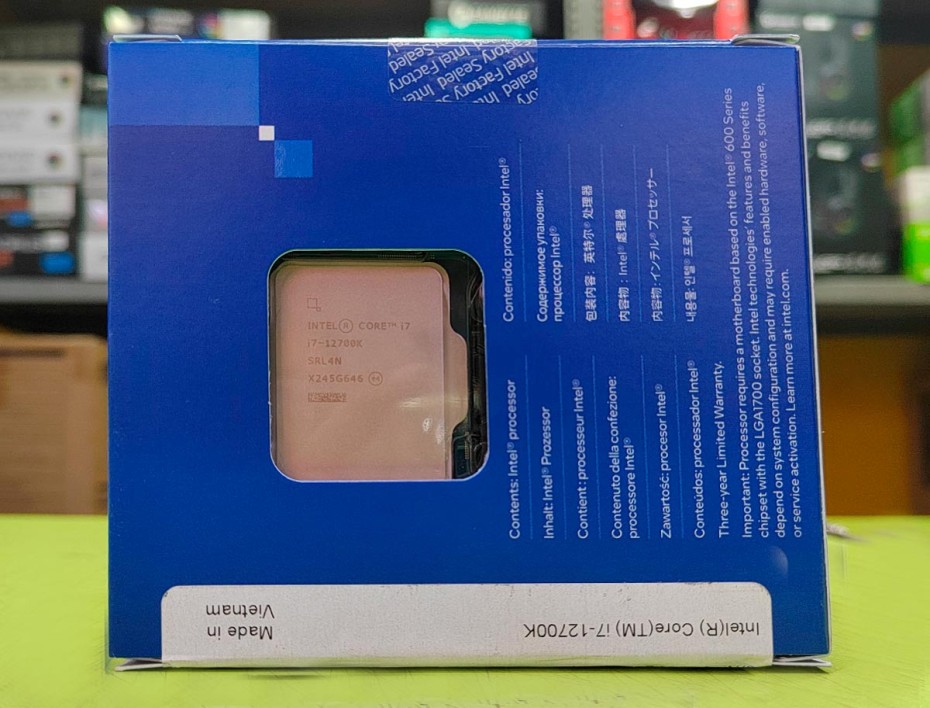 Intel Factory Sealed
INTEL® CORE™ i7
i7-12700K
SRL4N
X245G646
Contents: Intel® processor
Inhalt: Intel® Prozessor
Contient : processeur Intel®
Contenuto della confezione:
processore Intel®
Zawartość: procesor Intel®
Conteúdos: processador Intel®
Contenido: procesador Intel®
Содержимое упаковки:
процессор Intel®
包装内容: 英特尔® 处理器
內容物: Intel® 處理器
内容物: インテル® プロセッサー
내용물: 인텔® 프로세서
Three-year Limited Warranty.
Important: Processor requires a motherboard based on the Intel® 600 Series
chipset with the LGA1700 socket. Intel technologies' features and benefits
depend on system configuration and may require enabled hardware, software,
or service activation. Learn more at intel.com.
Intel(R) Core(TM) i7-12700K
Made in
Vietnam